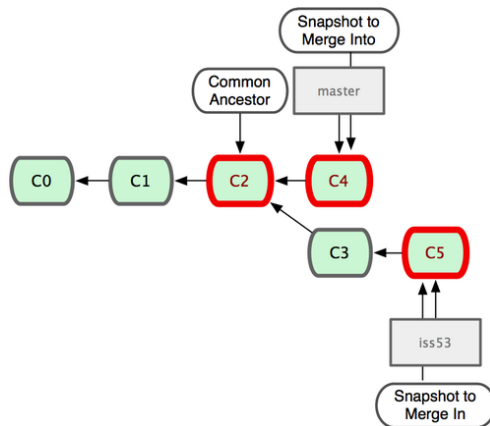 Snapshot to
Merge Into
Common
Ancestor
master
C0
C1
C2
C4
C3
C5
iss53
Snapshot to
Merge In